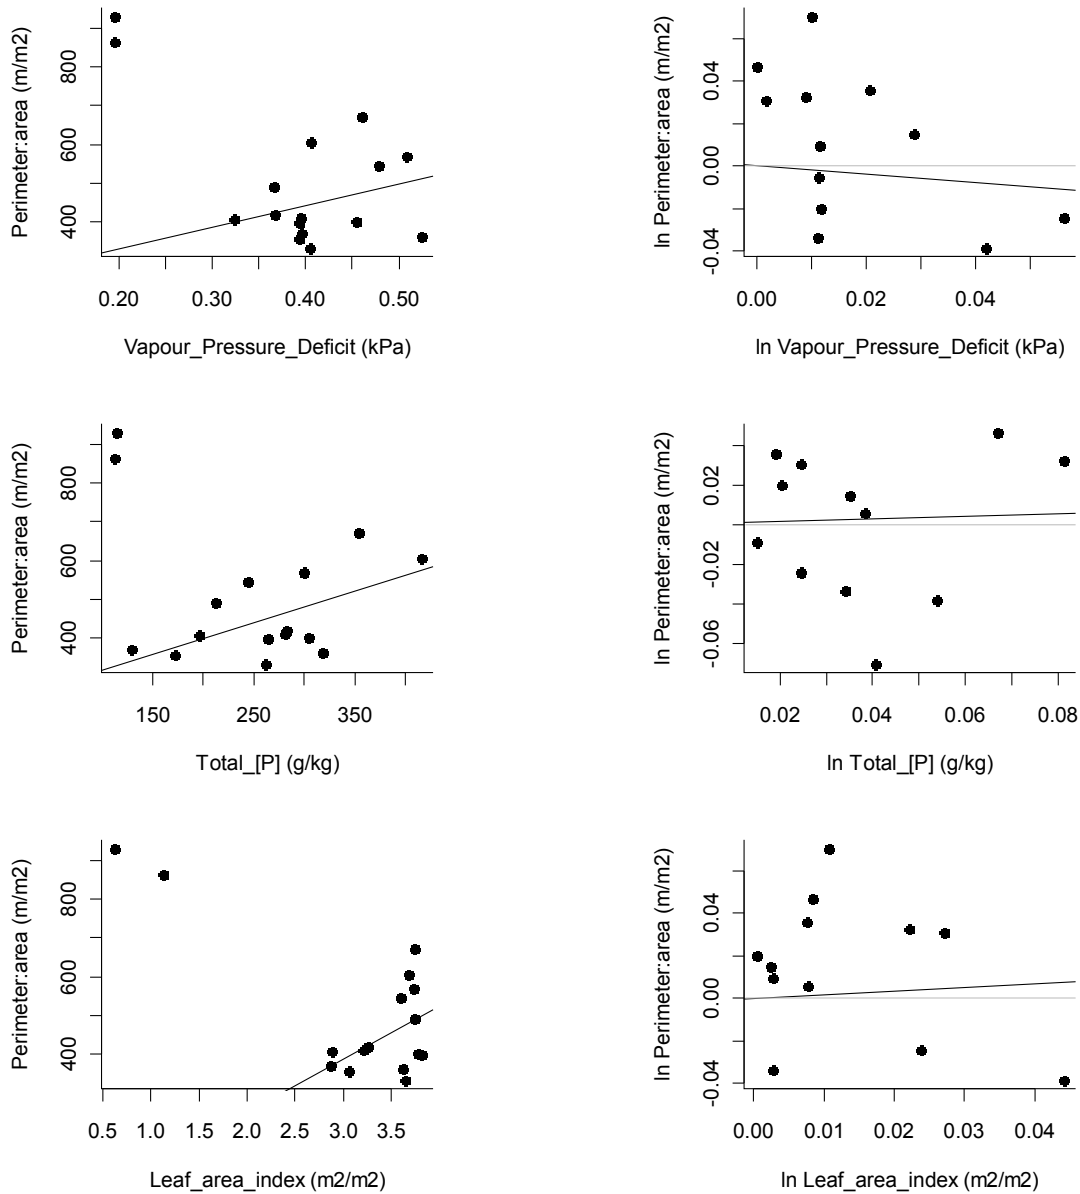 Perimeter:area (m/m2)
400 600 800
0.20 0.30 0.40 0.50
Vapour_Pressure_Deficit (kPa)
ln Perimeter:area (m/m2)
-0.04 0.00 0.04
0.00 0.02 0.04
ln Vapour_Pressure_Deficit (kPa)
Perimeter:area (m/m2)
400 600 800
150 250 350
Total_[P] (g/kg)
ln Perimeter:area (m/m2)
-0.06 -0.02 0.02
0.02 0.04 0.06 0.08
ln Total_[P] (g/kg)
Perimeter:area (m/m2)
400 600 800
0.5 1.0 1.5 2.0 2.5 3.0 3.5
Leaf_area_index (m2/m2)
ln Perimeter:area (m/m2)
-0.04 0.00 0.04
0.00 0.01 0.02 0.03 0.04
ln Leaf_area_index (m2/m2)